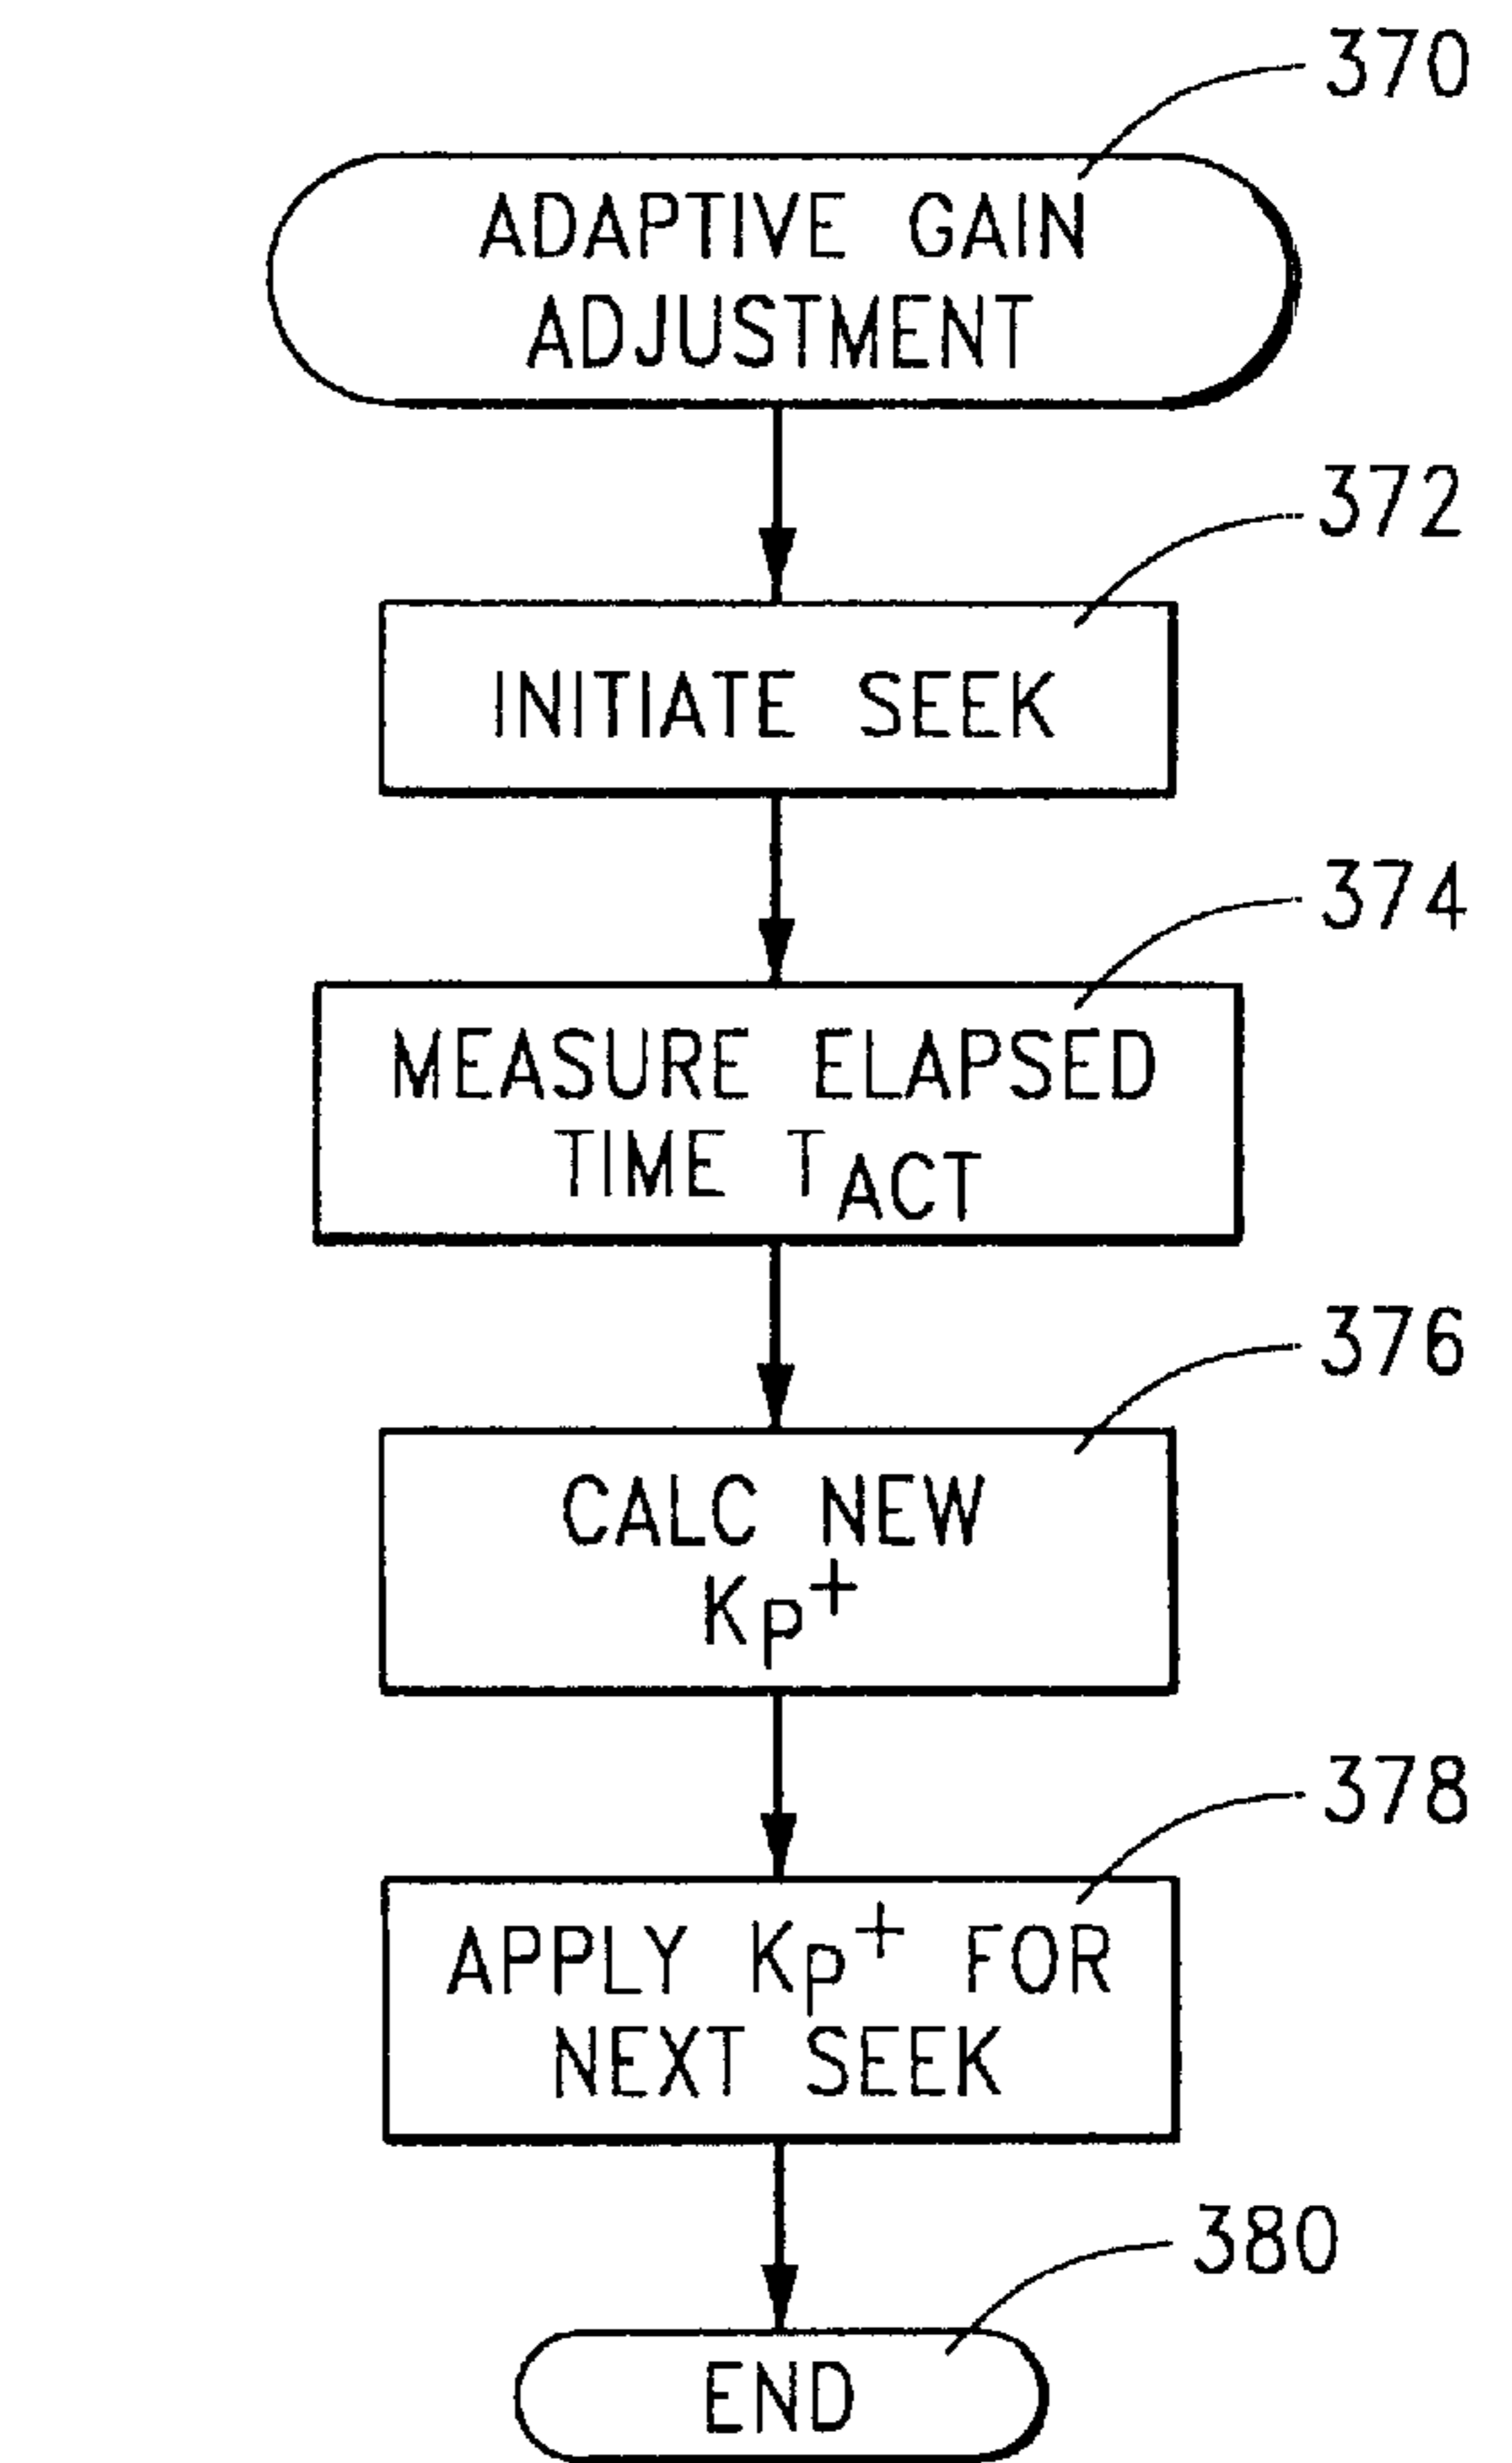 370
ADAPTIVE GAIN
ADJUSTMENT
372
INITIATE SEEK
374
MEASURE ELAPSED
TIME TACT
376
CALC NEW
KP+
378
APPLY KP+ FOR
NEXT SEEK
380
END